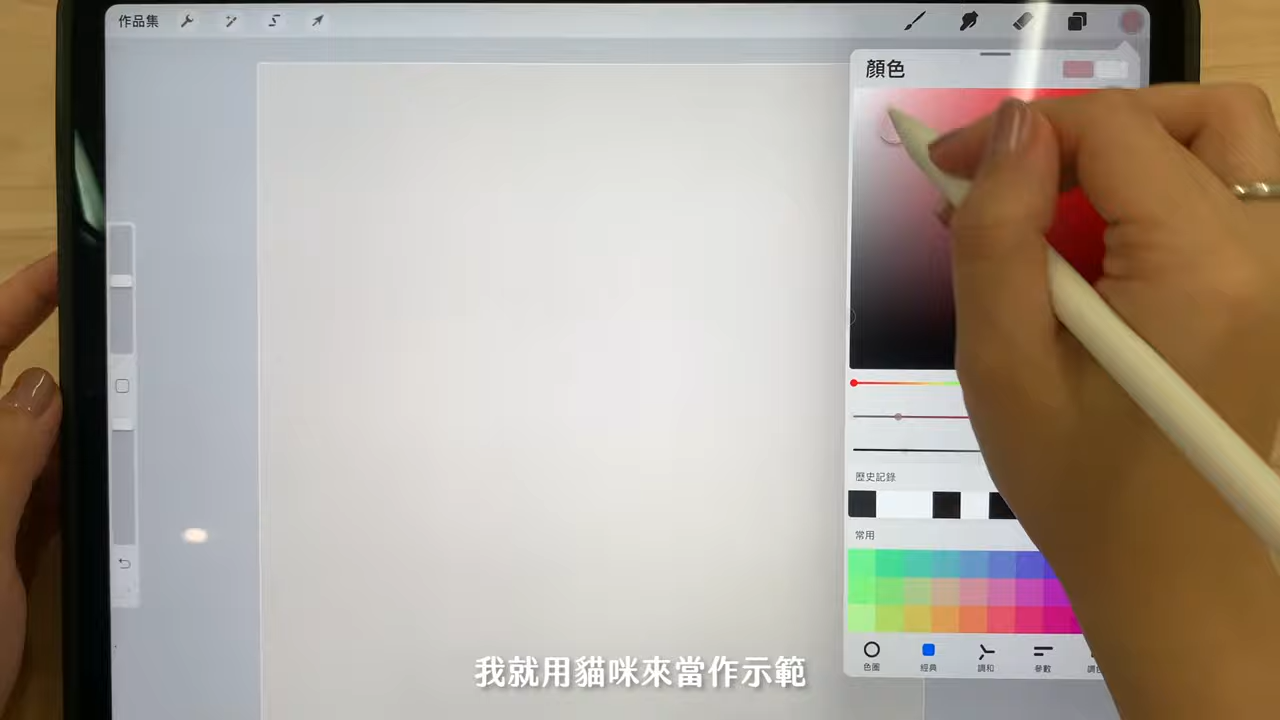 作品集
顏色
歷史記錄
常用
色圈
經典
調和
參數
我就用貓咪來當作示範